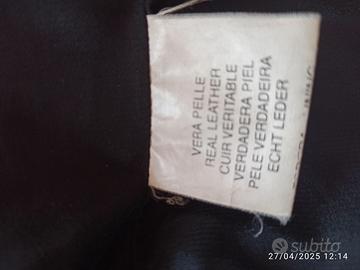 VERA PELLE
REAL LEATHER
CUIR VERITABLE
VERDADERA PIEL
PELE VERDADEIRA
ECHT LEDER
subito
27/04/2025 12:14